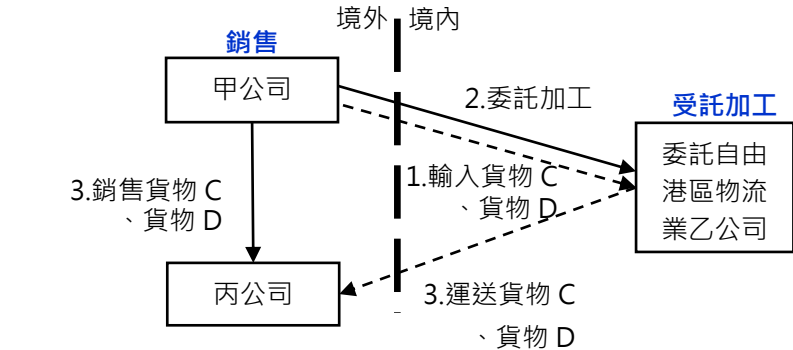 境外 境內
銷售
甲公司
2.委託加工
受託加工
委託自由
港區物流
業乙公司
1.輸入貨物 C
、貨物 D
3.銷售貨物 C
、貨物 D
丙公司
3.運送貨物 C
、貨物 D